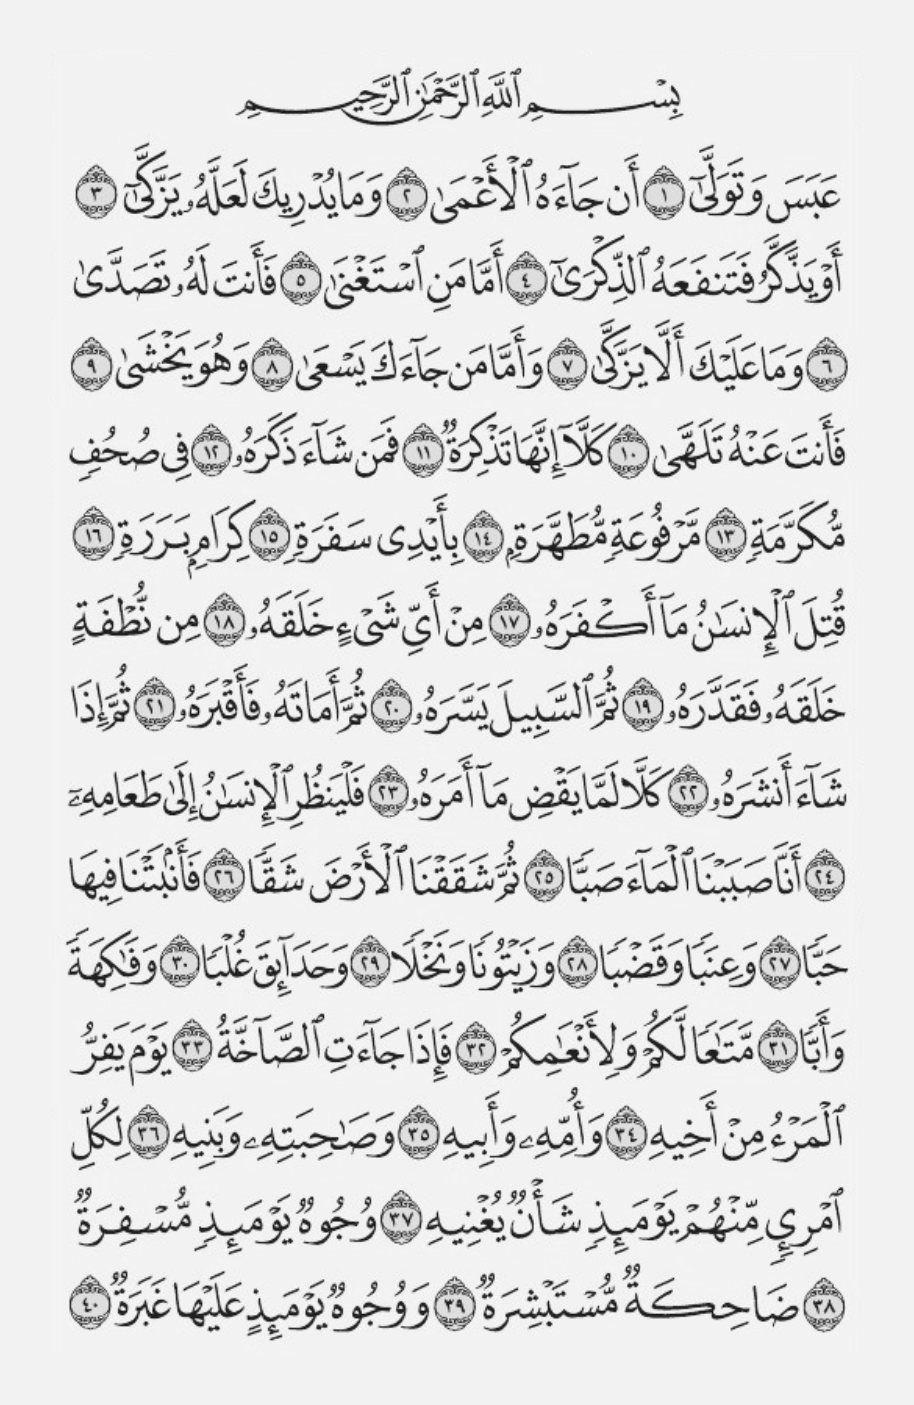 بِسْمِ ٱللَّهِ ٱلرَّحْمَٰنِ ٱلرَّحِيمِ
عَبَسَ وَتَوَلَّىٰٓ ١ أَن جَآءَهُ ٱلْأَعْمَىٰ ٢ وَمَا يُدْرِيكَ لَعَلَّهُۥ يَزَّكَّىٰٓ ٣
أَوْ يَذَّكَّرُ فَتَنفَعَهُ ٱلذِّكْرَىٰٓ ٤ أَمَّا مَنِ ٱسْتَغْنَىٰ ٥ فَأَنتَ لَهُۥ تَصَدَّىٰ
٦ وَمَا عَلَيْكَ أَلَّا يَزَّكَّىٰ ٧ وَأَمَّا مَن جَآءَكَ يَسْعَىٰ ٨ وَهُوَ يَخْشَىٰ ٩
فَأَنتَ عَنْهُ تَلَهَّىٰ ١٠ كَلَّآ إِنَّهَا تَذْكِرَةٌ ١١ فَمَن شَآءَ ذَكَرَهُۥ ١٢ فِى صُحُفٍ
مُّكَرَّمَةٍ ١٣ مَّرْفُوعَةٍ مُّطَهَّرَةٍۭ ١٤ بِأَيْدِى سَفَرَةٍ ١٥ كِرَامٍۭ بَرَرَةٍ ١٦
قُتِلَ ٱلْإِنسَٰنُ مَآ أَكْفَرَهُۥ ١٧ مِنْ أَىِّ شَىْءٍ خَلَقَهُۥ ١٨ مِن نُّطْفَةٍ
خَلَقَهُۥ فَقَدَّرَهُۥ ١٩ ثُمَّ ٱلسَّبِيلَ يَسَّرَهُۥ ٢٠ ثُمَّ أَمَاتَهُۥ فَأَقْبَرَهُۥ ٢١ ثُمَّ إِذَا
شَآءَ أَنشَرَهُۥ ٢٢ كَلَّا لَمَّا يَقْضِ مَآ أَمَرَهُۥ ٢٣ فَلْيَنظُرِ ٱلْإِنسَٰنُ إِلَىٰ طَعَامِهِۦٓ
٢٤ أَنَّا صَبَبْنَا ٱلْمَآءَ صَبًّا ٢٥ ثُمَّ شَقَقْنَا ٱلْأَرْضَ شَقًّا ٢٦ فَأَنۢبَتْنَا فِيهَا
حَبًّا ٢٧ وَعِنَبًا وَقَضْبًا ٢٨ وَزَيْتُونًا وَنَخْلًا ٢٩ وَحَدَآئِقَ غُلْبًا ٣٠ وَفَٰكِهَةً
وَأَبًّا ٣١ مَّتَٰعًا لَّكُمْ وَلِأَنْعَٰمِكُمْ ٣٢ فَإِذَا جَآءَتِ ٱلصَّآخَّةُ ٣٣ يَوْمَ يَفِرُّ
ٱلْمَرْءُ مِنْ أَخِيهِ ٣٤ وَأُمِّهِۦ وَأَبِيهِ ٣٥ وَصَٰحِبَتِهِۦ وَبَنِيهِ ٣٦ لِكُلِّ
ٱمْرِئٍ مِّنْهُمْ يَوْمَئِذٍ شَأْنٌ يُغْنِيهِ ٣٧ وُجُوهٌ يَوْمَئِذٍ مُّسْفِرَةٌ
٣٨ ضَاحِكَةٌ مُّسْتَبْشِرَةٌ ٣٩ وَوُجُوهٌ يَوْمَئِذٍ عَلَيْهَا غَبَرَةٌ ٤٠